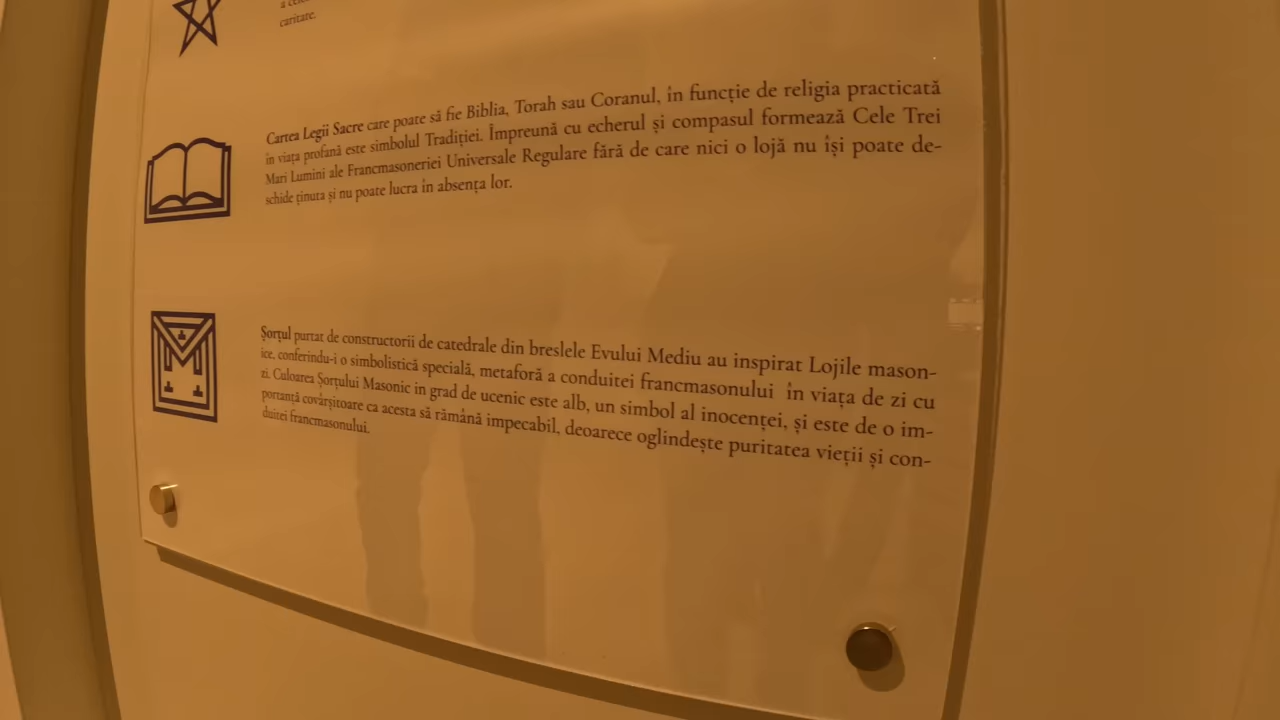 caritate.
Cartea Legii Sacre care poate să fie Biblia, Torah sau Coranul, în funcție de religia practicată
în viața profană este simbolul Tradiției. Împreună cu echerul și compasul formează Cele Trei
Mari Lumini ale Francmasoneriei Universale Regulare fără de care nici o lojă nu își poate de-
schide ținuta și nu poate lucra în absența lor.
Șorțul purtat de constructorii de catedrale din breslele Evului Mediu au inspirat Lojile mason-
ice, conferindu-i o simbolistică specială, metaforă a conduitei francmasonului în viața de zi cu
zi. Culoarea Șorțului Masonic in grad de ucenic este alb, un simbol al inocenței, și este de o im-
portanță covârșitoare ca acesta să rămână impecabil, deoarece oglindește puritatea vieții și con-
duitei francmasonului.